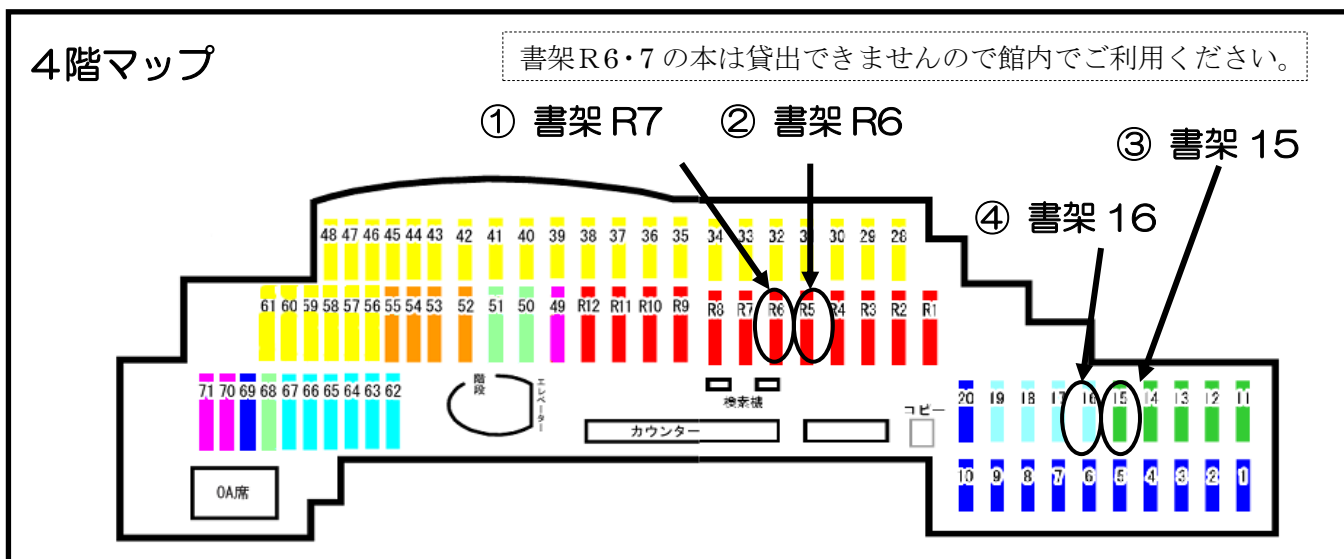 4階マップ
書架R6・7の本は貸出できませんので館内でご利用ください。
① 書架 R7 ② 書架 R6
③ 書架 15
④ 書架 16
48 47 46 45 44 43 42 41 40 39 38 37 36 35 34 33 32 31 30 29 28
61 60 59 58 57 56 55 54 53 52 51 50 49 R12 R11 R10 R9 R8 R7 R6 R5 R4 R3 R2 R1
71 70 69 68 67 66 65 64 63 62
階段
エレベーター
検索機
カウンター
コピー
20 19 18 17 16 15 14 13 12 11
10 9 8 7 6 5 4 3 2 1
OA席